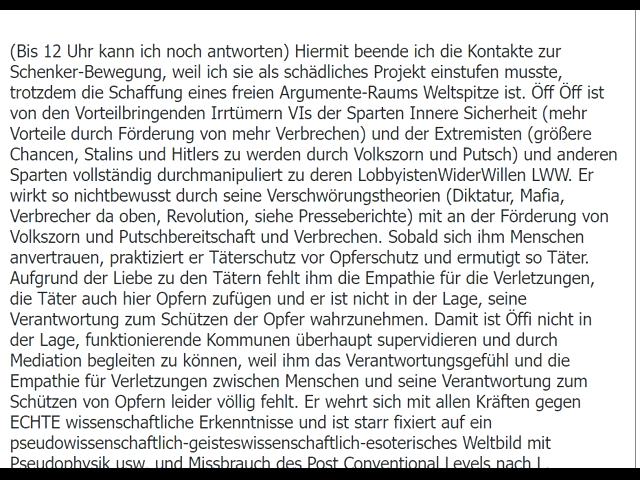 (Bis 12 Uhr kann ich noch antworten) Hiermit beende ich die Kontakte zur
Schenker-Bewegung, weil ich sie als schädliches Projekt einstufen musste,
trotzdem die Schaffung eines freien Argumente-Raums Weltspitze ist. Öff Öff ist
von den Vorteilbringenden Irrtümern VIs der Sparten Innere Sicherheit (mehr
Vorteile durch Förderung von mehr Verbrechen) und der Extremisten (größere
Chancen, Stalins und Hitlers zu werden durch Volkszorn und Putsch) und anderen
Sparten vollständig durchmanipuliert zu deren LobbyistenWiderWillen LWW. Er
wirkt so nichtbewusst durch seine Verschwörungstheorien (Diktatur, Mafia,
Verbrecher da oben, Revolution, siehe Presseberichte) mit an der Förderung von
Volkszorn und Putschbereitschaft und Verbrechen. Sobald sich ihm Menschen
anvertrauen, praktiziert er Täterschutz vor Opferschutz und ermutigt so Täter.
Aufgrund der Liebe zu den Tätern fehlt ihm die Empathie für die Verletzungen,
die Täter auch hier Opfern zufügen und er ist nicht in der Lage, seine
Verantwortung zum Schützen der Opfer wahrzunehmen. Damit ist Öffi nicht in
der Lage, funktionierende Kommunen überhaupt supervidieren und durch
Mediation begleiten zu können, weil ihm das Verantwortungsgefühl und die
Empathie für Verletzungen zwischen Menschen und seine Verantwortung zum
Schützen von Opfern leider völlig fehlt. Er wehrt sich mit allen Kräften gegen
ECHTE wissenschaftliche Erkenntnisse und ist starr fixiert auf ein
pseudowissenschaftlich-geisteswissenschaftlich-esoterisches Weltbild mit
Pseudophysik usw. und Missbrauch des Post Conventional Levels nach L.